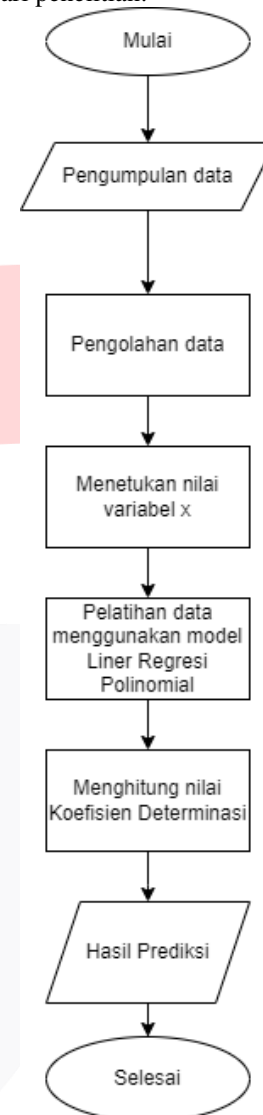 Mulai
Pengumpulan data
Pengolahan data
Menetukan nilai
variabel x
Pelatihan data
menggunakan model
Liner Regresi
Polinomial
Menghitung nilai
Koefisien Determinasi
Hasil Prediksi
Selesai